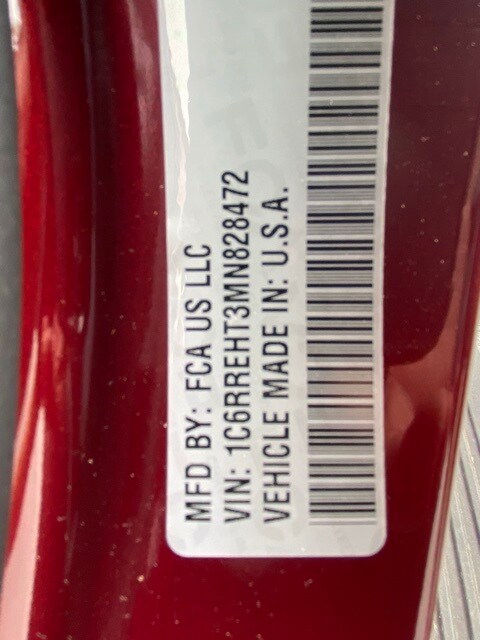 MFD BY: FCA US LLC
VIN: 1C6RREHT3MN828472
VEHICLE MADE IN: U.S.A.